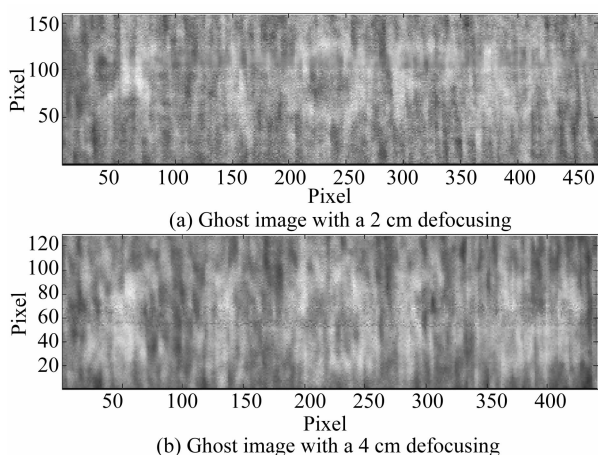 150
100
50
Pixel
50 100 150 200 250 300 350 400 450
Pixel
(a) Ghost image with a 2 cm defocusing
120
100
80
60
40
20
Pixel
50 100 150 200 250 300 350 400
Pixel
(b) Ghost image with a 4 cm defocusing